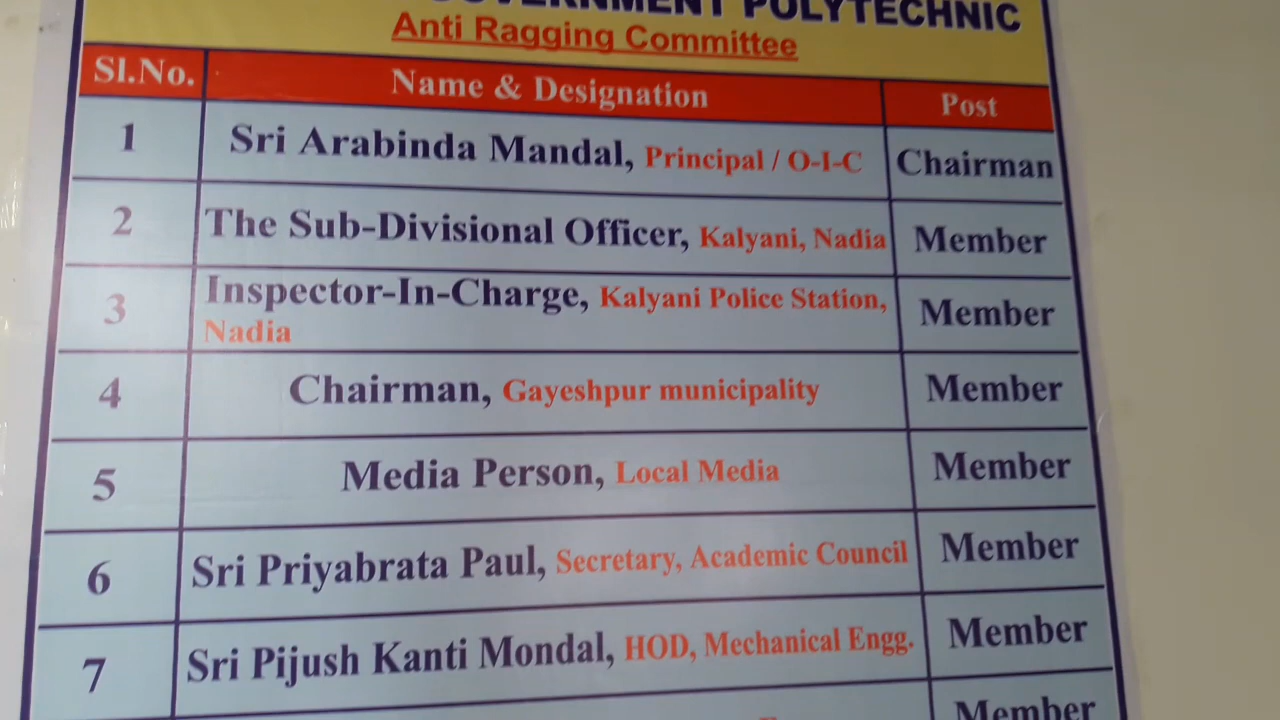 GOVERNMENT POLYTECHNIC
Anti Ragging Committee
Sl.No. Name & Designation Post
1 Sri Arabinda Mandal, Principal / O-I-C Chairman
2 The Sub-Divisional Officer, Kalyani, Nadia Member
3 Inspector-In-Charge, Kalyani Police Station, Member
Nadia
4 Chairman, Gayeshpur municipality Member
5 Media Person, Local Media Member
6 Sri Priyabrata Paul, Secretary, Academic Council Member
7 Sri Pijush Kanti Mondal, HOD, Mechanical Engg. Member
Member